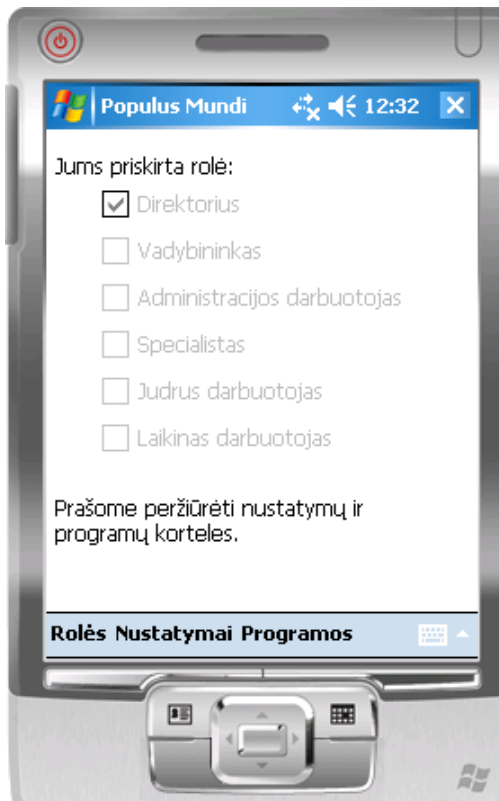 Populus Mundi 12:32
Jums priskirta rolė:
Direktorius
Vadybininkas
Administracijos darbuotojas
Specialistas
Judrus darbuotojas
Laikinas darbuotojas
Prašome peržiūrėti nustatymų ir
programų korteles.
Rolės Nustatymai Programos